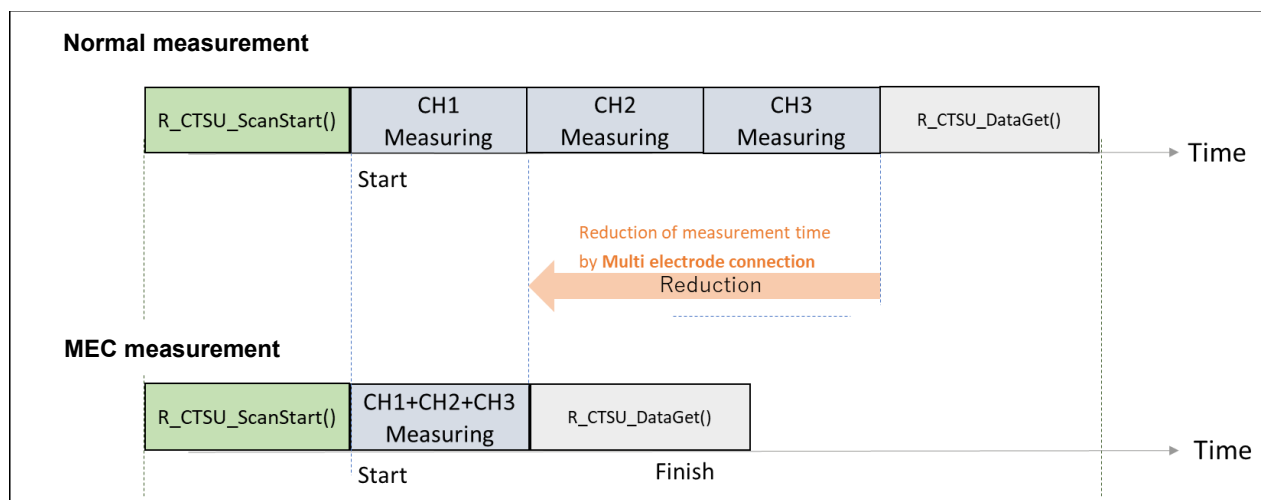 Normal measurement
R_CTSU_ScanStart()
CH1
Measuring
CH2
Measuring
CH3
Measuring
R_CTSU_DataGet()
Time
Start
Reduction of measurement time
by Multi electrode connection
Reduction
MEC measurement
R_CTSU_ScanStart()
CH1+CH2+CH3
Measuring
R_CTSU_DataGet()
Time
Start
Finish